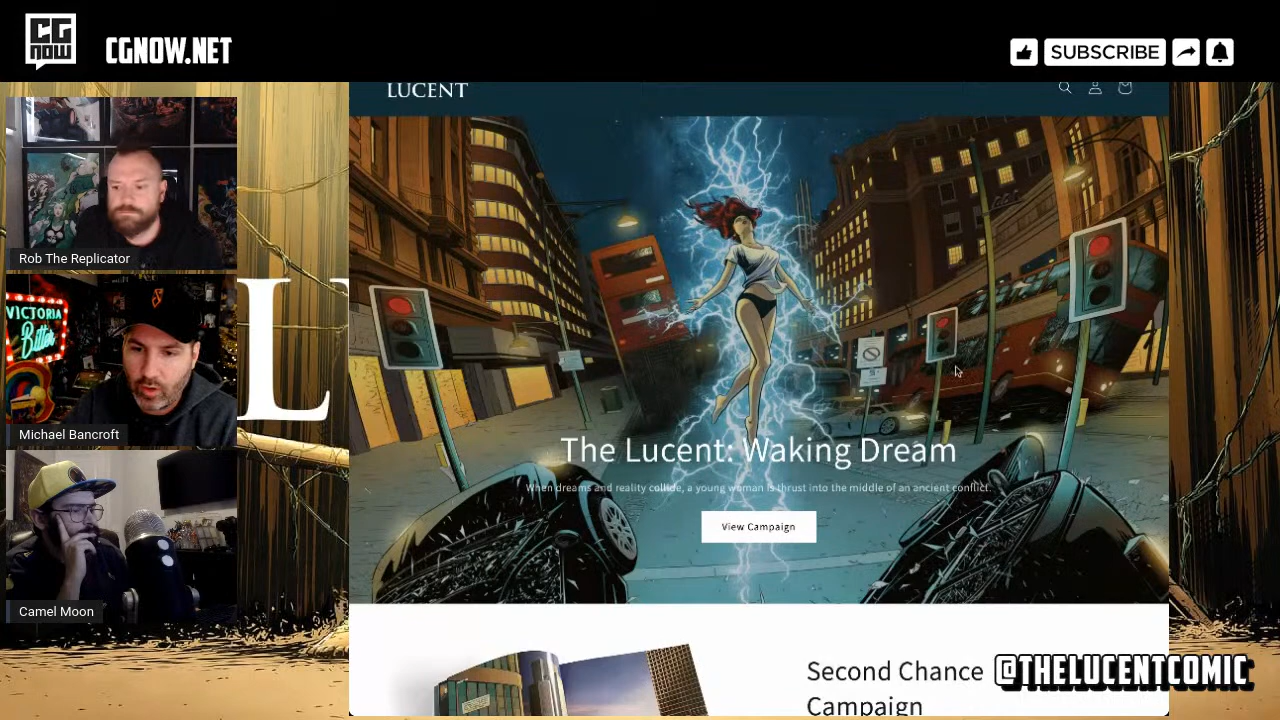 CG
NOW
CGNOW.NET
SUBSCRIBE
LUCENT
Rob The Replicator
VICTORIA
Bitter
Michael Bancroft
Camel Moon
L
The Lucent: Waking Dream
When dreams and reality collide, a young woman is thrust into the middle of an ancient conflict.
View Campaign
Second Chance
Campaign
@THELUCENTCOMIC